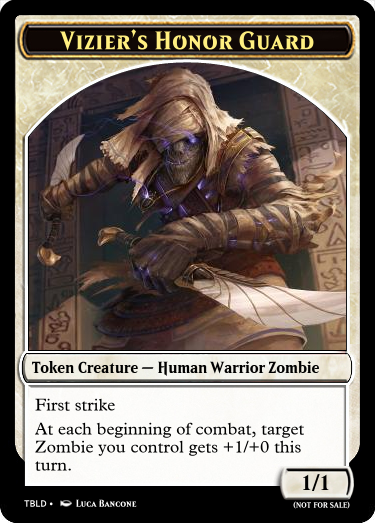 Vizier's Honor Guard
Token Creature — Human Warrior Zombie
First strike
At each beginning of combat, target
Zombie you control gets +1/+0 this
turn.
1/1
TBLD • Luca Bancone
(NOT FOR SALE)